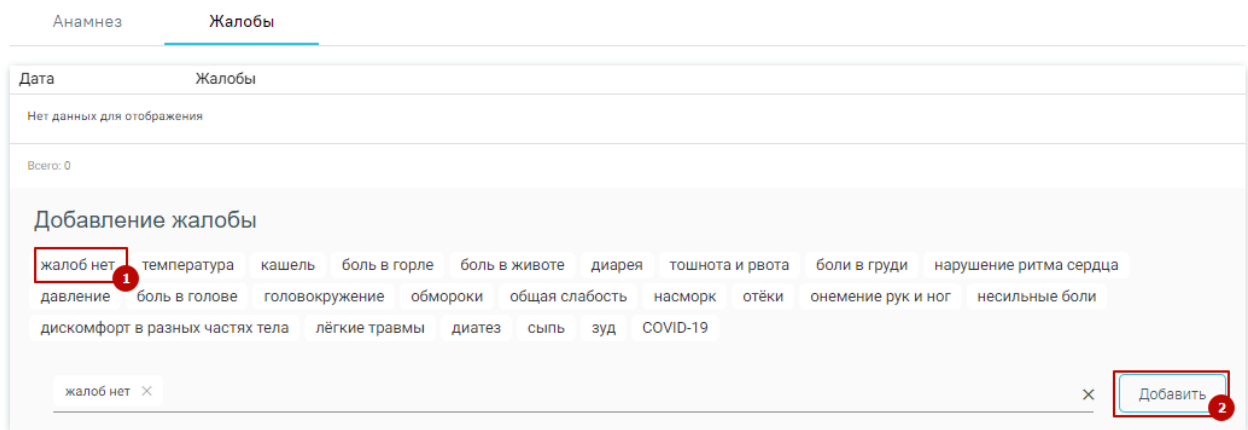 Анамнез Жалобы
Дата Жалобы
Нет данных для отображения
Всего: 0
Добавление жалобы
жалоб нет температура кашель боль в горле боль в животе диарея тошнота и рвота боли в груди нарушение ритма сердца
1
давление боль в голове головокружение обмороки общая слабость насморк отёки онемение рук и ног несильные боли
дискомфорт в разных частях тела лёгкие травмы диатез сыпь зуд COVID-19
жалоб нет × × Добавить
2